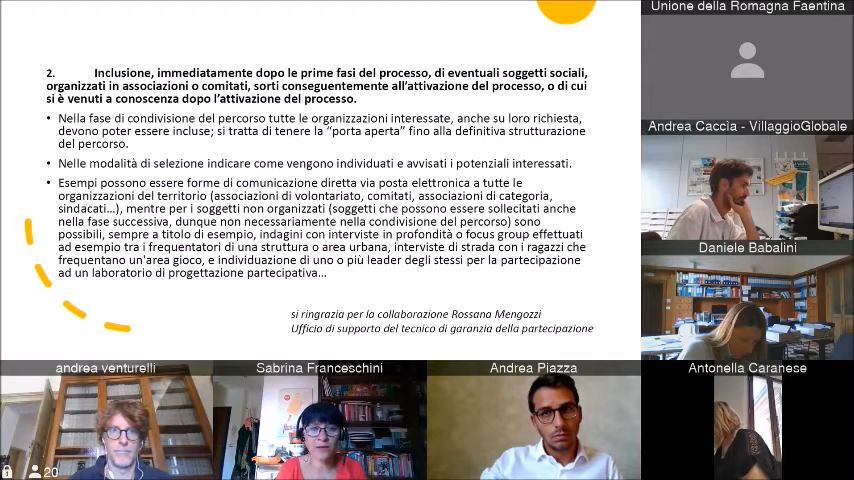 Unione della Romagna Faentina
2. Inclusione, immediatamente dopo le prime fasi del processo, di eventuali soggetti sociali,
organizzati in associazioni o comitati, sorti conseguentemente all'attivazione del processo, o di cui
si è venuti a conoscenza dopo l'attivazione del processo.
• Nella fase di condivisione del percorso tutte le organizzazioni interessate, anche su loro richiesta,
devono poter essere incluse; si tratta di tenere la “porta aperta” fino alla definitiva strutturazione
del percorso.
• Nelle modalità di selezione indicare come vengono individuati e avvisati i potenziali interessati.
• Esempi possono essere forme di comunicazione diretta via posta elettronica a tutte le
organizzazioni del territorio (associazioni di volontariato, comitati, associazioni di categoria,
sindacati...), mentre per i soggetti non organizzati (soggetti che possono essere sollecitati anche
nella fase successiva, dunque non necessariamente nella condivisione del percorso) sono
possibili, sempre a titolo di esempio, indagini con interviste in profondità o focus group effettuati
ad esempio tra i frequentatori di una struttura o area urbana, interviste di strada con i ragazzi che
frequentano un'area gioco, e individuazione di uno o più leader degli stessi per la partecipazione
ad un laboratorio di progettazione partecipativa...
si ringrazia per la collaborazione Rossana Mengozzi
Ufficio di supporto del tecnico di garanzia della partecipazione
Andrea Caccìa - VillaggioGlobale
Daniele Babalini
andrea venturelli
Sabrina Franceschini
Andrea Piazza
Antonella Caranese
20